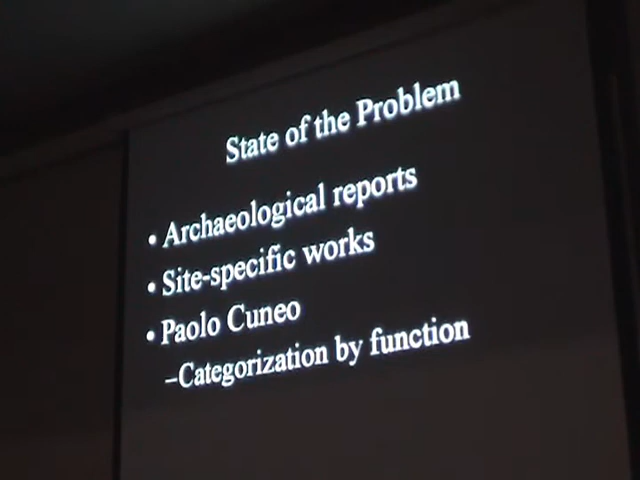 State of the Problem
• Archaeological reports
• Site-specific works
• Paolo Cuneo
–Categorization by function